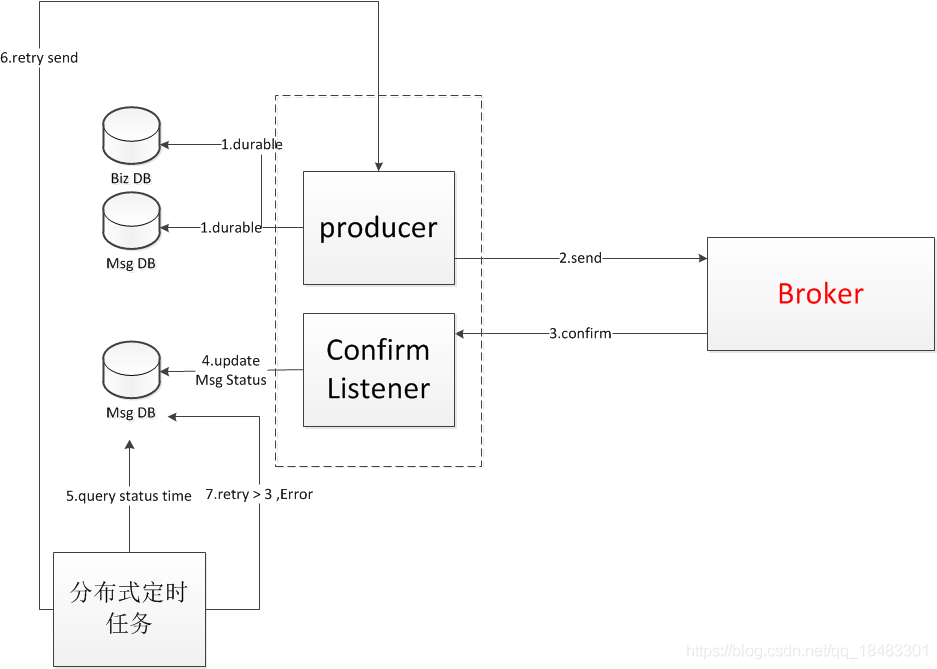 6.retry send
1.durable
Biz DB
1.durable
Msg DB
producer
2.send
Broker
3.confirm
Confirm
Listener
4.update
Msg Status
Msg DB
5.query status time
7.retry > 3 ,Error
分布式定时
任务
https://blog.csdn.net/qq_18483301